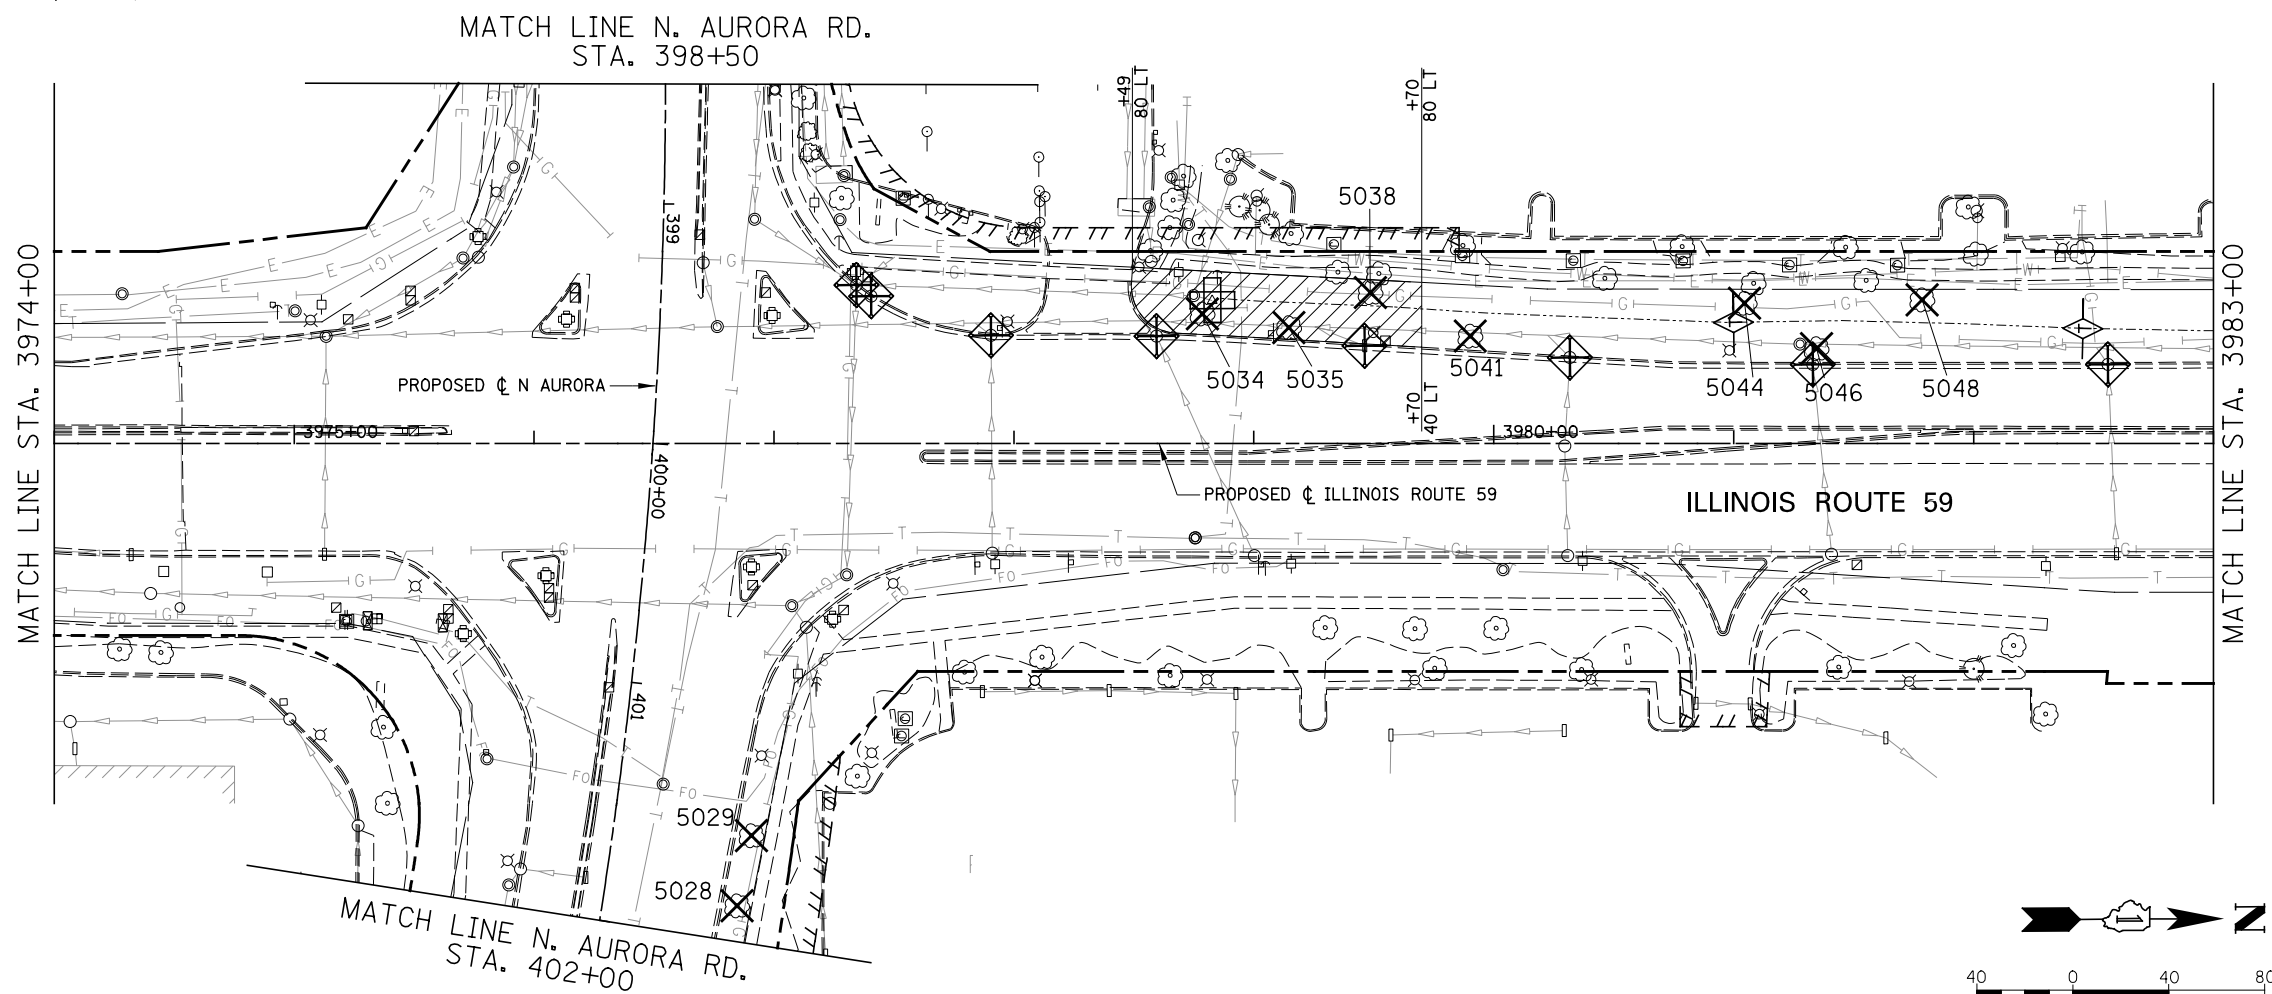 MATCH LINE N. AURORA RD.
STA. 398+50
+49
80 LT
+70
80 LT
5038
399
MATCH LINE STA. 3974+00
MATCH LINE STA. 3983+00
PROPOSED ℄ N AURORA
5034
5035
5041
5044
5046
5048
+70
40 LT
3975+00
3980+00
400+00
PROPOSED ℄ ILLINOIS ROUTE 59
ILLINOIS ROUTE 59
401
5029
5028
MATCH LINE N. AURORA RD.
STA. 402+00
N
40 0 40 80